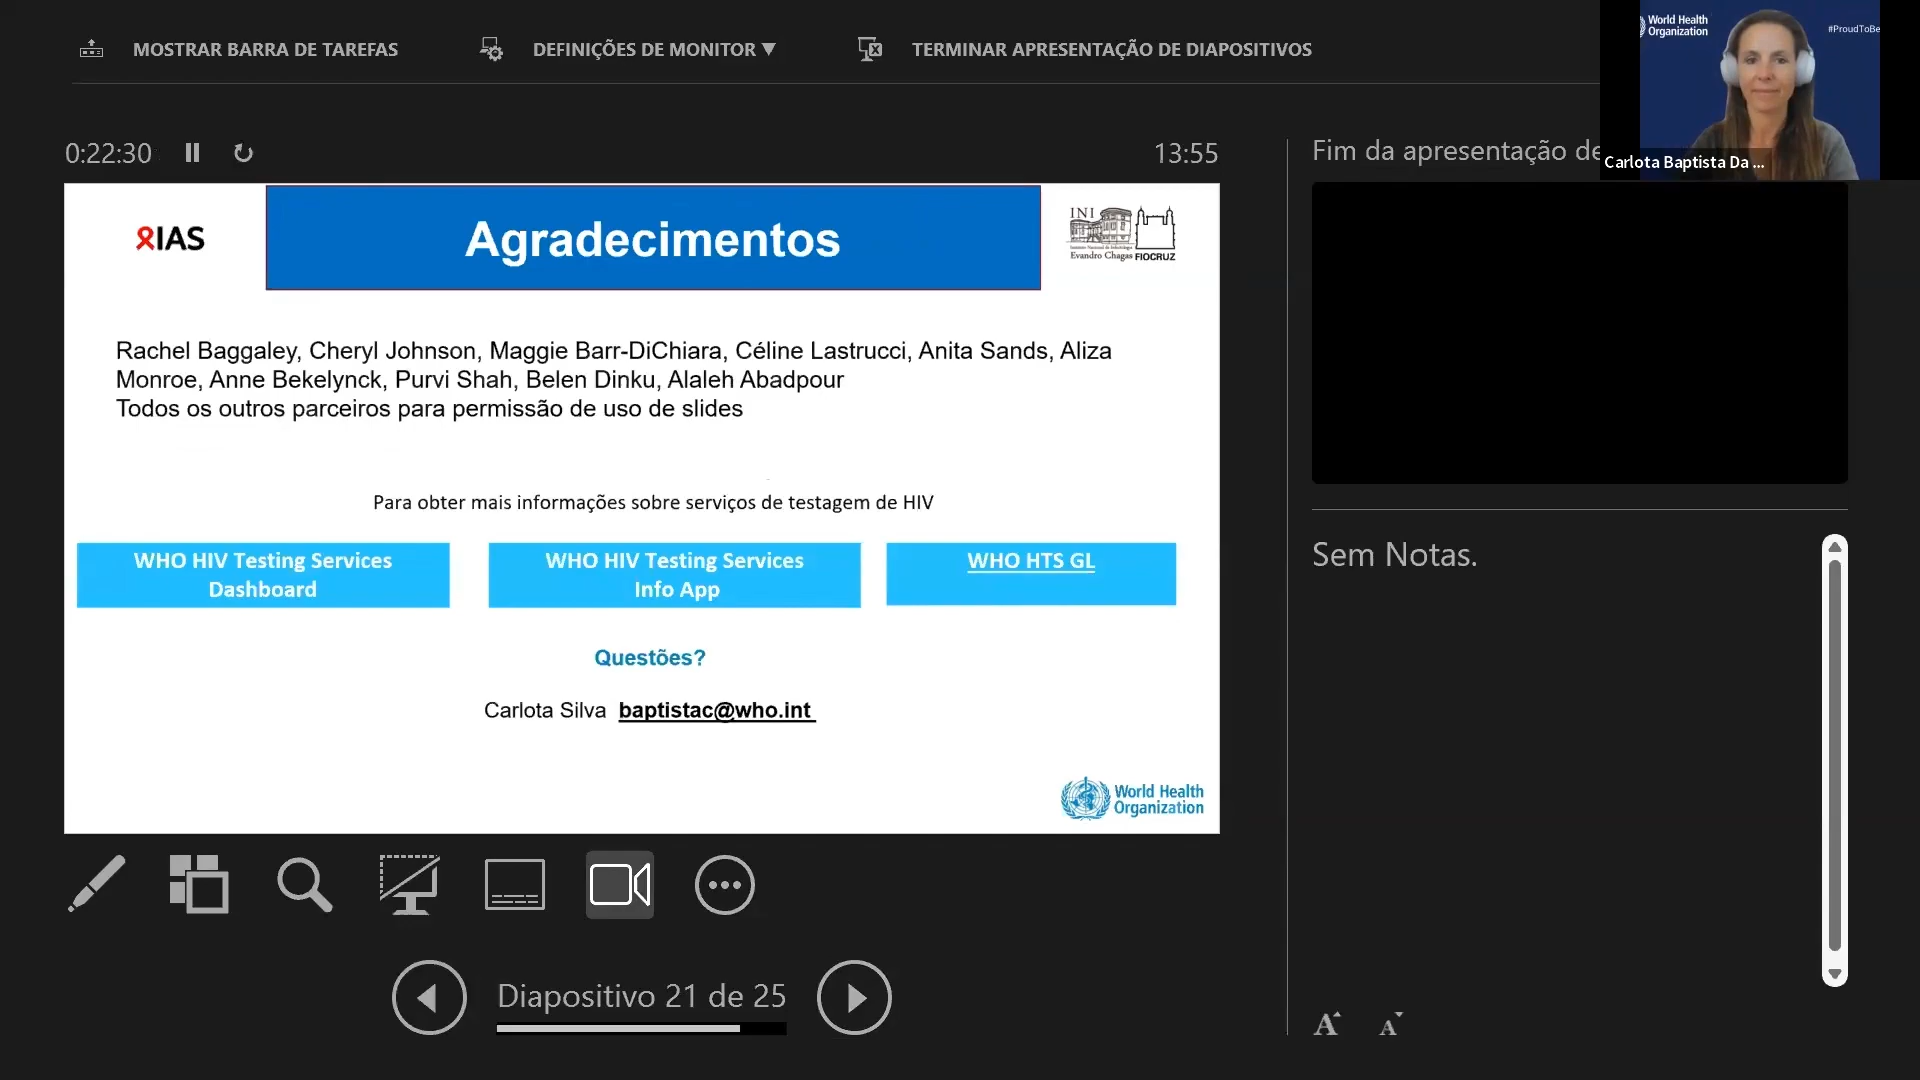 MOSTRAR BARRA DE TAREFAS
DEFINIÇÕES DE MONITOR ▼
TERMINAR APRESENTAÇÃO DE DIAPOSITIVOS
World Health
Organization
#ProudToBe
Carlota Baptista Da ...
0:22:30
13:55
Fim da apresentação de
IAS
Agradecimentos
INI
Instituto Nacional de Infectologia
Evandro Chagas FIOCRUZ
Rachel Baggaley, Cheryl Johnson, Maggie Barr-DiChiara, Céline Lastrucci, Anita Sands, Aliza
Monroe, Anne Bekelynck, Purvi Shah, Belen Dinku, Alaleh Abadpour
Todos os outros parceiros para permissão de uso de slides
Para obter mais informações sobre serviços de testagem de HIV
WHO HIV Testing Services
Dashboard
WHO HIV Testing Services
Info App
WHO HTS GL
Questões?
Carlota Silva baptistac@who.int
World Health
Organization
Sem Notas.
Diapositivo 21 de 25
A A